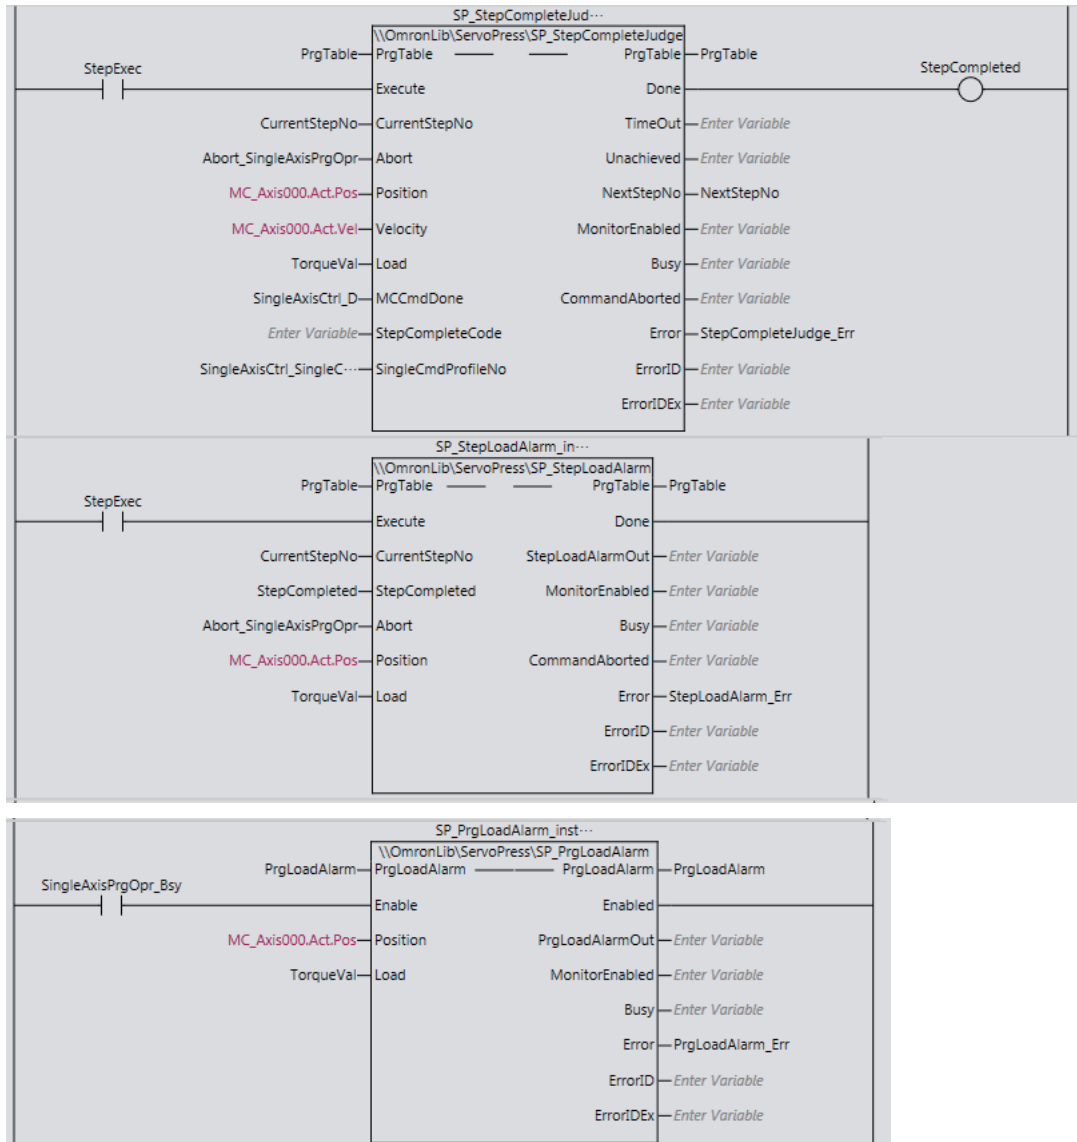 SP_StepCompleteJud···
\\OmronLib\ServoPress\SP_StepCompleteJudge
PrgTable PrgTable PrgTable PrgTable
StepExec StepCompleted
Execute Done
CurrentStepNo CurrentStepNo TimeOut Enter Variable
Abort_SingleAxisPrgOpr Abort Unachieved Enter Variable
MC_Axis000.Act.Pos Position NextStepNo NextStepNo
MC_Axis000.Act.Vel Velocity MonitorEnabled Enter Variable
TorqueVal Load Busy Enter Variable
SingleAxisCtrl_D MCCmdDone CommandAborted Enter Variable
Enter Variable StepCompleteCode Error StepCompleteJudge_Err
SingleAxisCtrl_SingleC··· SingleCmdProfileNo ErrorID Enter Variable
ErrorIDEx Enter Variable
SP_StepLoadAlarm_in···
\\OmronLib\ServoPress\SP_StepLoadAlarm
PrgTable PrgTable PrgTable PrgTable
StepExec
Execute Done
CurrentStepNo CurrentStepNo StepLoadAlarmOut Enter Variable
StepCompleted StepCompleted MonitorEnabled Enter Variable
Abort_SingleAxisPrgOpr Abort Busy Enter Variable
MC_Axis000.Act.Pos Position CommandAborted Enter Variable
TorqueVal Load Error StepLoadAlarm_Err
ErrorID Enter Variable
ErrorIDEx Enter Variable
SP_PrgLoadAlarm_inst···
\\OmronLib\ServoPress\SP_PrgLoadAlarm
PrgLoadAlarm PrgLoadAlarm PrgLoadAlarm PrgLoadAlarm
SingleAxisPrgOpr_Bsy
Enable Enabled
MC_Axis000.Act.Pos Position PrgLoadAlarmOut Enter Variable
TorqueVal Load MonitorEnabled Enter Variable
Busy Enter Variable
Error PrgLoadAlarm_Err
ErrorID Enter Variable
ErrorIDEx Enter Variable